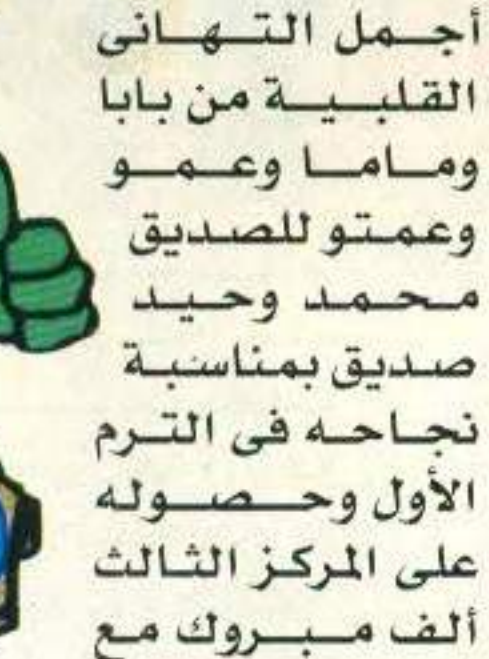 أجمل التهانى
القلبية من بابا
وماما وعمو
وعمتو للصديق
محمد وحيد
صديق بمناسبة
نجاحه فى الترم
الأول وحصوله
على المركز الثالث
ألف مبروك مع